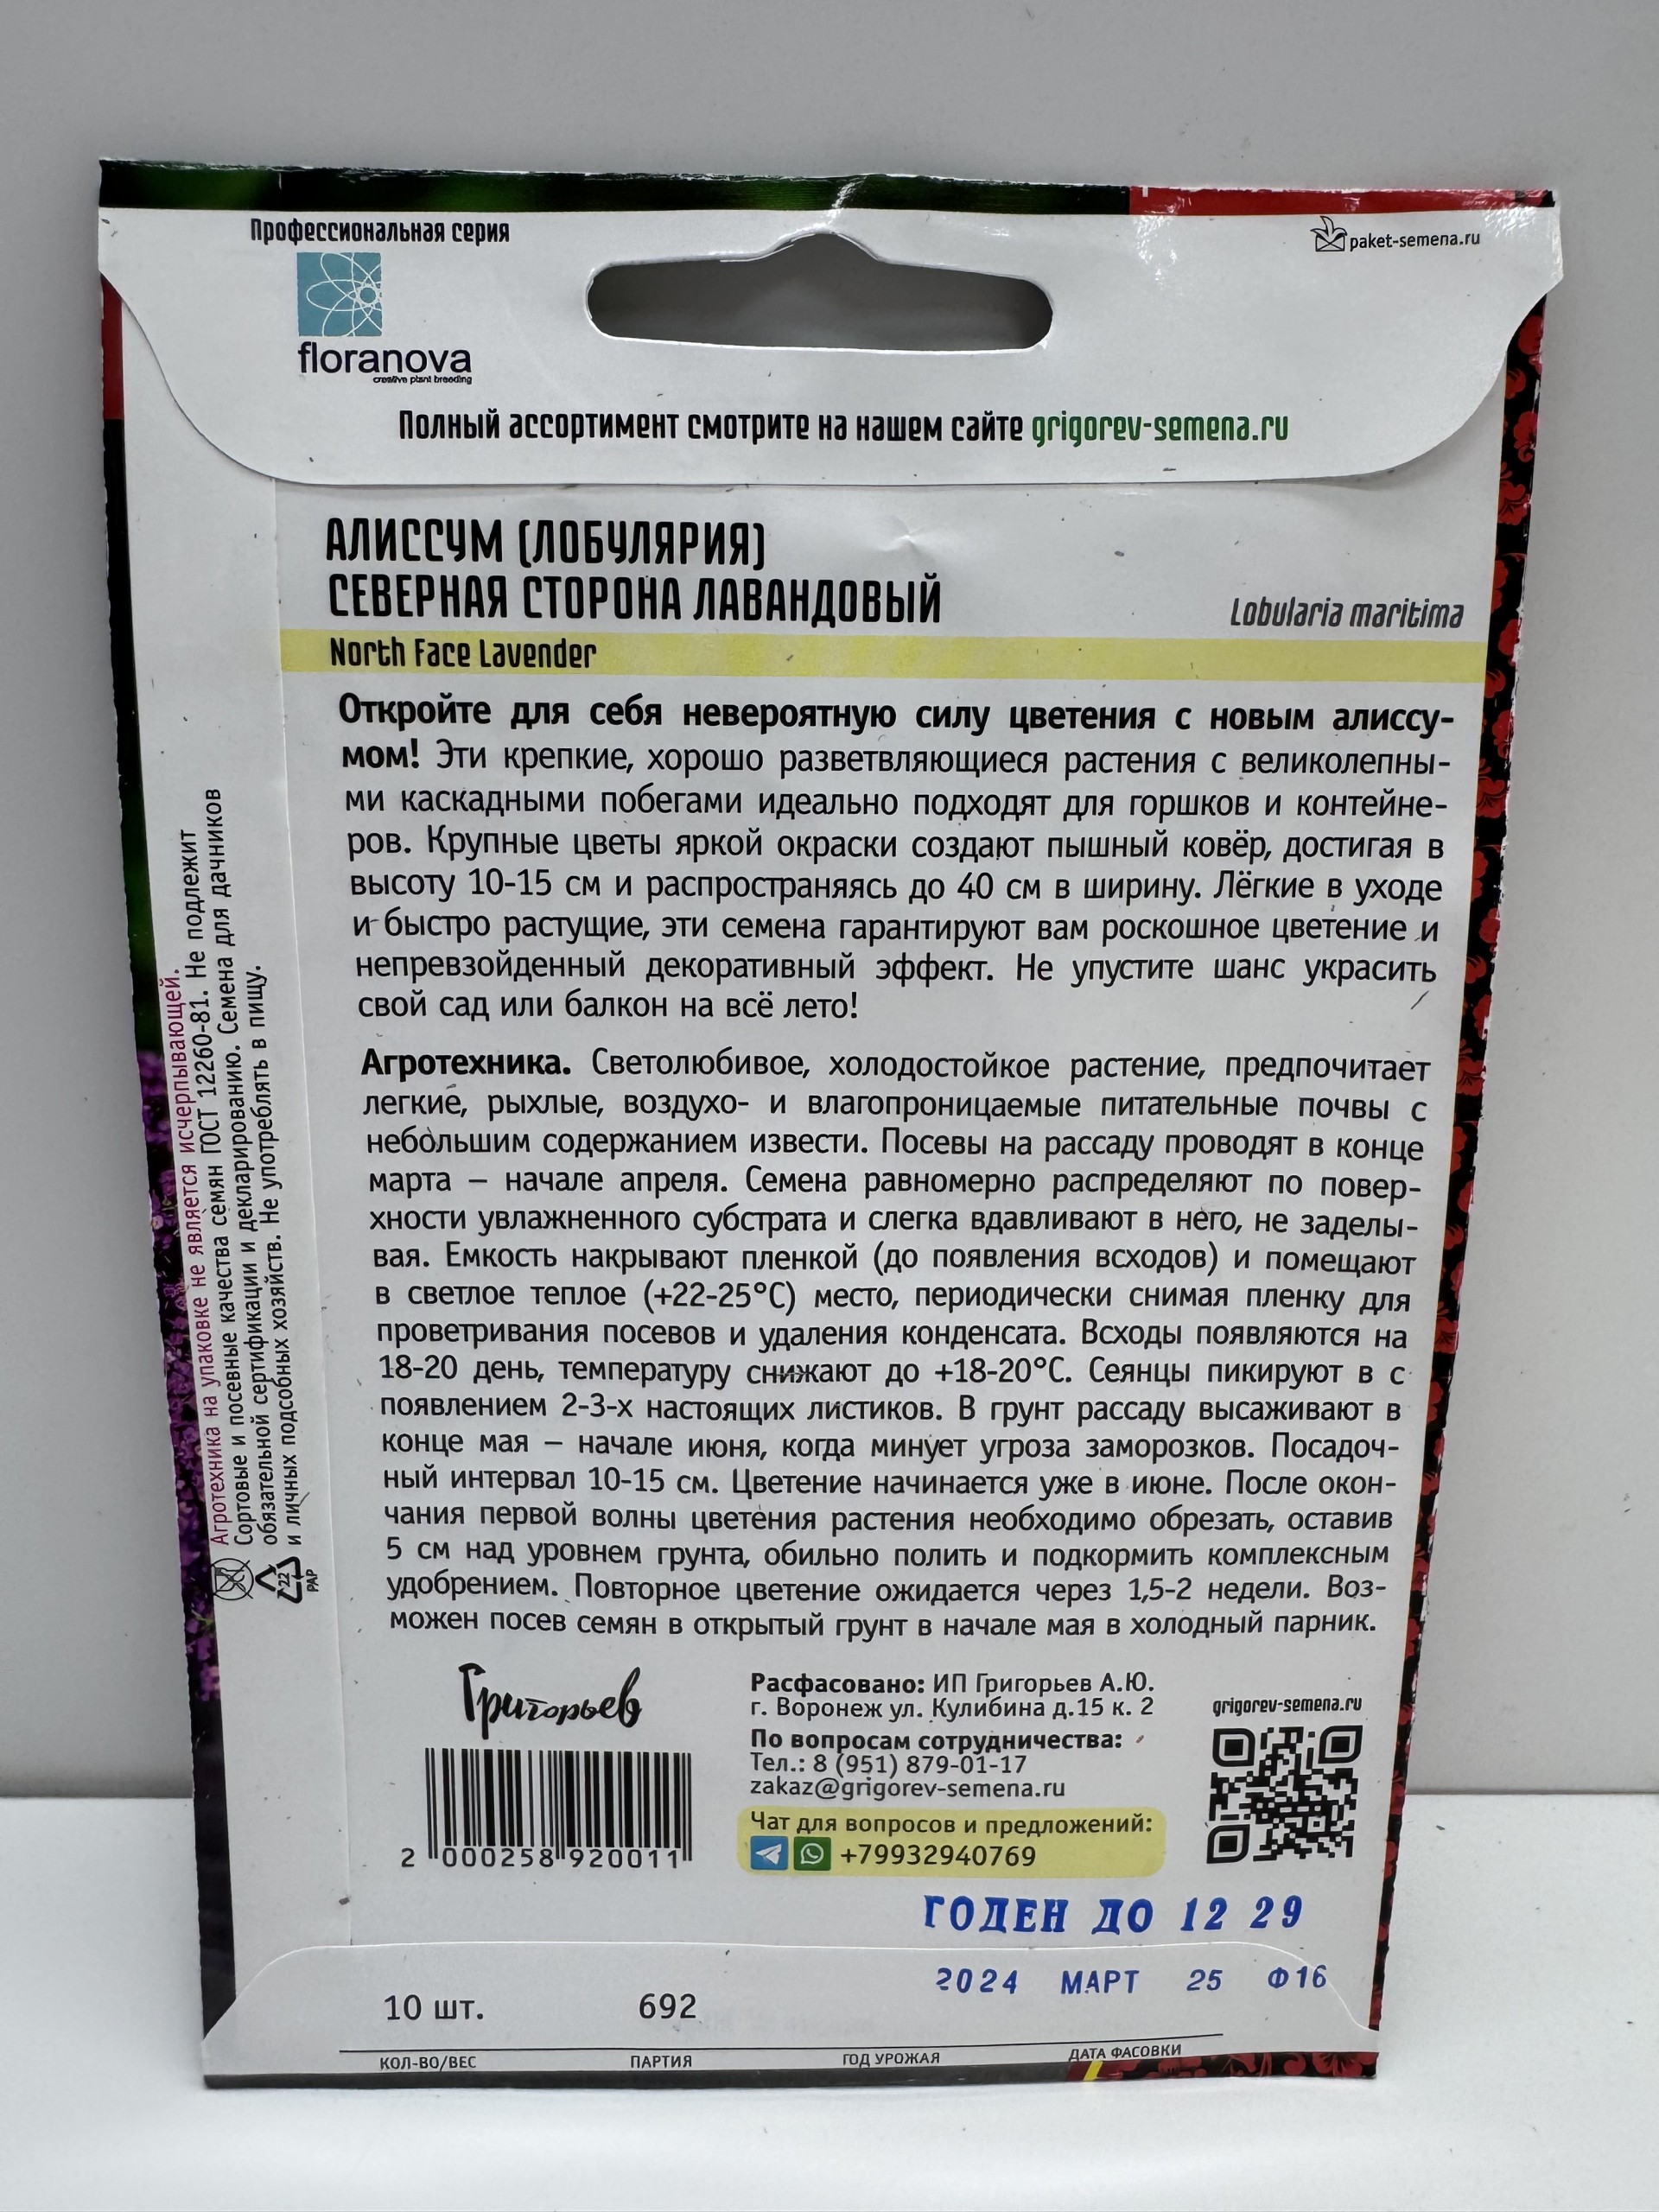 Профессиональная серия
paket-semena.ru
floranova
creative plant breeding
Полный ассортимент смотрите на нашем сайте grigorev-semena.ru
АЛИССУМ (ЛОБУЛЯРИЯ)
СЕВЕРНАЯ СТОРОНА ЛАВАНДОВЫЙ
Lobularia maritima
North Face Lavender
Откройте для себя невероятную силу цветения с новым алиссу-
мом! Эти крепкие, хорошо разветвляющиеся растения с великолепны-
ми каскадными побегами идеально подходят для горшков и контейне-
ров. Крупные цветы яркой окраски создают пышный ковёр, достигая в
высоту 10-15 см и распространяясь до 40 см в ширину. Лёгкие в уходе
и быстро растущие, эти семена гарантируют вам роскошное цветение и
непревзойденный декоративный эффект. Не упустите шанс украсить
свой сад или балкон на всё лето!
Агротехника. Светолюбивое, холодостойкое растение, предпочитает
легкие, рыхлые, воздухо- и влагопроницаемые питательные почвы с
небольшим содержанием извести. Посевы на рассаду проводят в конце
марта – начале апреля. Семена равномерно распределяют по повер-
хности увлажненного субстрата и слегка вдавливают в него, не заделы-
вая. Емкость накрывают пленкой (до появления всходов) и помещают
в светлое теплое (+22-25°С) место, периодически снимая пленку для
проветривания посевов и удаления конденсата. Всходы появляются на
18-20 день, температуру снижают до +18-20°С. Сеянцы пикируют в с
появлением 2-3-х настоящих листиков. В грунт рассаду высаживают в
конце мая – начале июня, когда минует угроза заморозков. Посадоч-
ный интервал 10-15 см. Цветение начинается уже в июне. После окон-
чания первой волны цветения растения необходимо обрезать, оставив
5 см над уровнем грунта, обильно полить и подкормить комплексным
удобрением. Повторное цветение ожидается через 1,5-2 недели. Воз-
можен посев семян в открытый грунт в начале мая в холодный парник.
Агротехника на упаковке не является исчерпывающей.
Сортовые и посевные качества семян ГОСТ 12260-81. Не подлежит
обязательной сертификации и декларированию. Семена для дачников
и личных подсобных хозяйств. Не употреблять в пищу.
22
PAP
Григорьев
2 000258 920011
Расфасовано: ИП Григорьев А.Ю.
г. Воронеж ул. Кулибина д.15 к. 2
По вопросам сотрудничества:
Тел.: 8 (951) 879-01-17
zakaz@grigorev-semena.ru
Чат для вопросов и предложений:
+79932940769
grigorev-semena.ru
ГОДЕН ДО 12 29
2024 МАРТ 25 Ф16
10 шт. 692
КОЛ-ВО/ВЕС ПАРТИЯ ГОД УРОЖАЯ ДАТА ФАСОВКИ